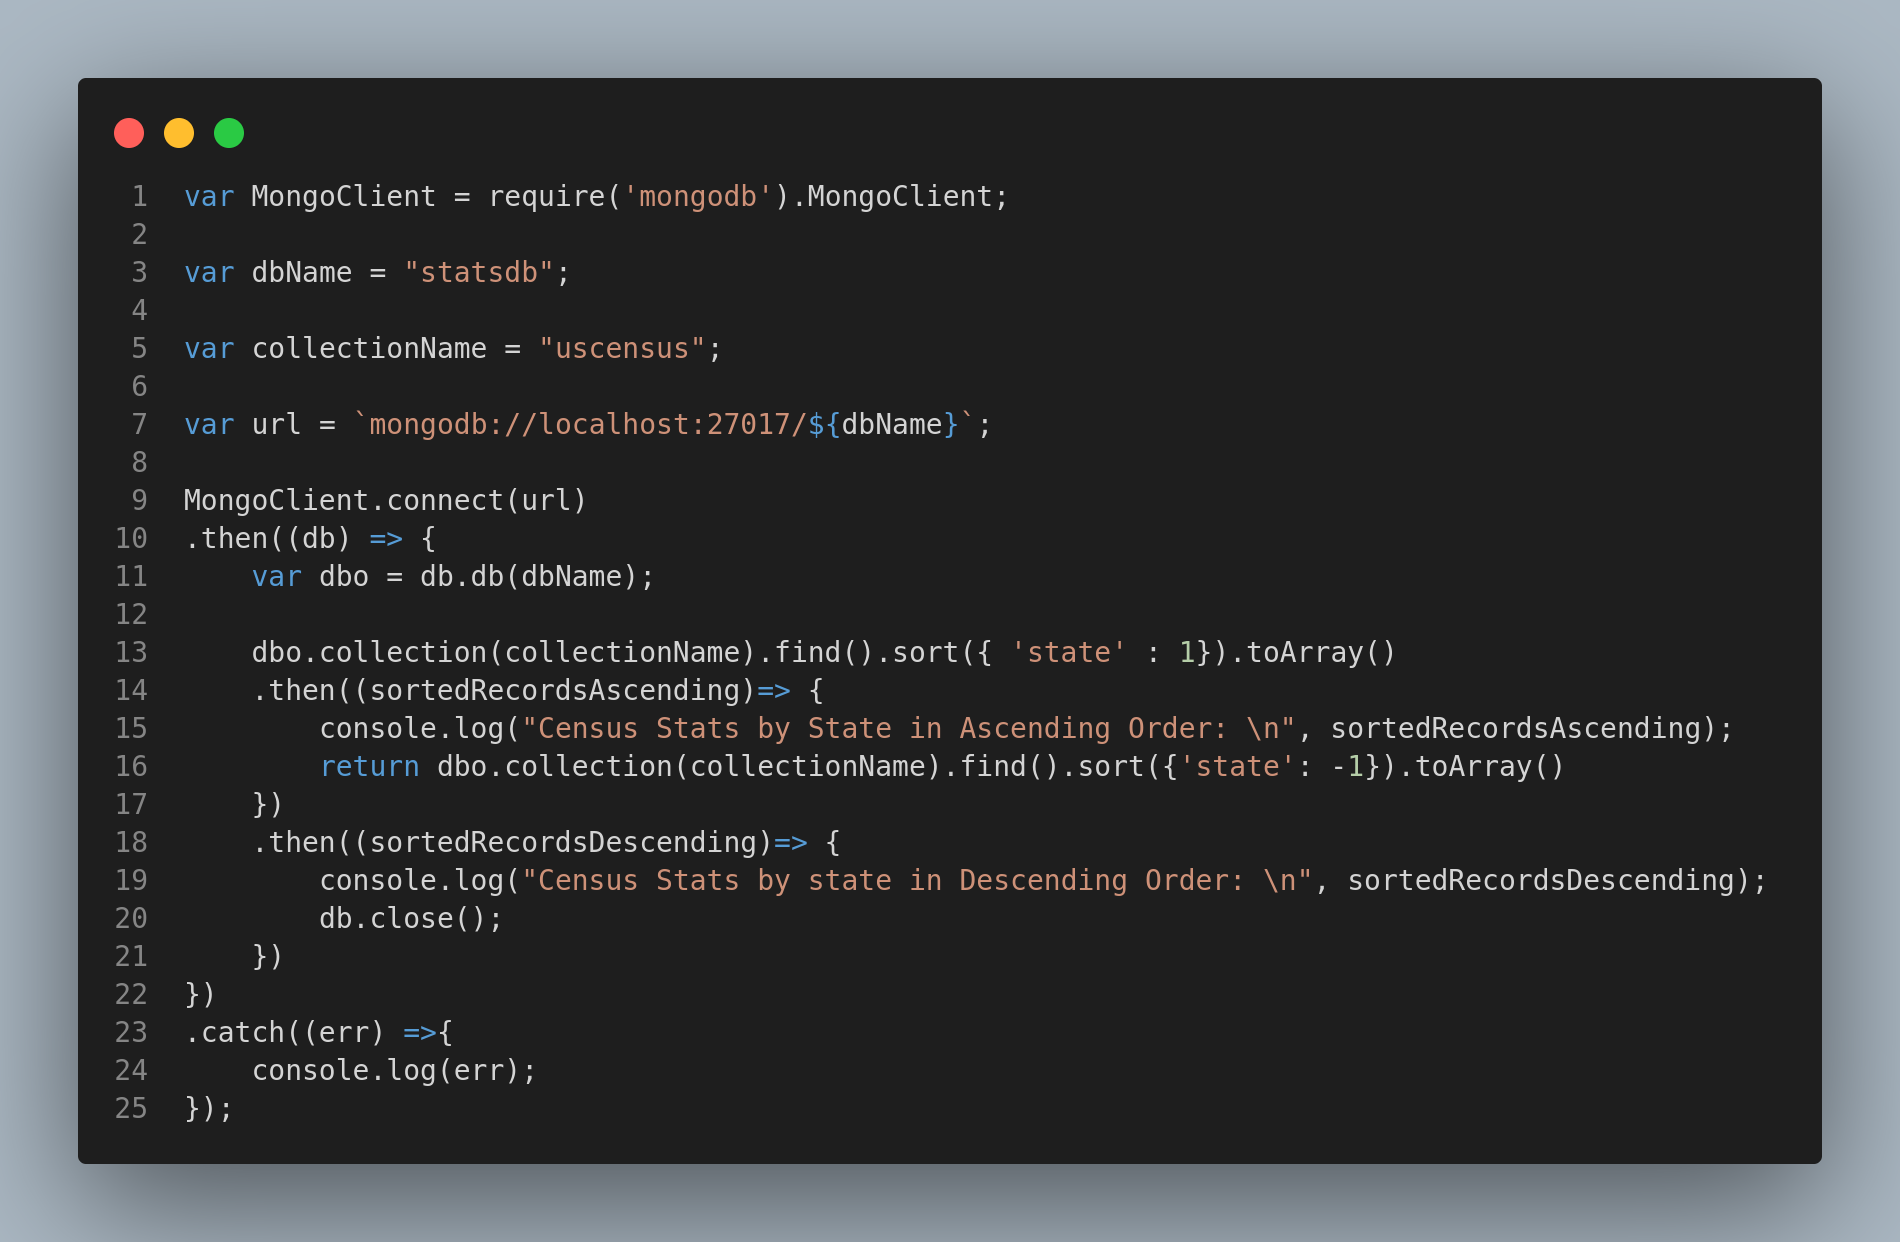 1 var MongoClient = require('mongodb').MongoClient;
2
3 var dbName = "statsdb";
4
5 var collectionName = "uscensus";
6
7 var url = `mongodb://localhost:27017/${dbName}`;
8
9 MongoClient.connect(url)
10 .then((db) => {
11     var dbo = db.db(dbName);
12
13     dbo.collection(collectionName).find().sort({ 'state' : 1}).toArray()
14     .then((sortedRecordsAscending)=> {
15         console.log("Census Stats by State in Ascending Order: \n", sortedRecordsAscending);
16         return dbo.collection(collectionName).find().sort({'state': -1}).toArray()
17     })
18     .then((sortedRecordsDescending)=> {
19         console.log("Census Stats by state in Descending Order: \n", sortedRecordsDescending);
20         db.close();
21     })
22 })
23 .catch((err) =>{
24     console.log(err);
25 });